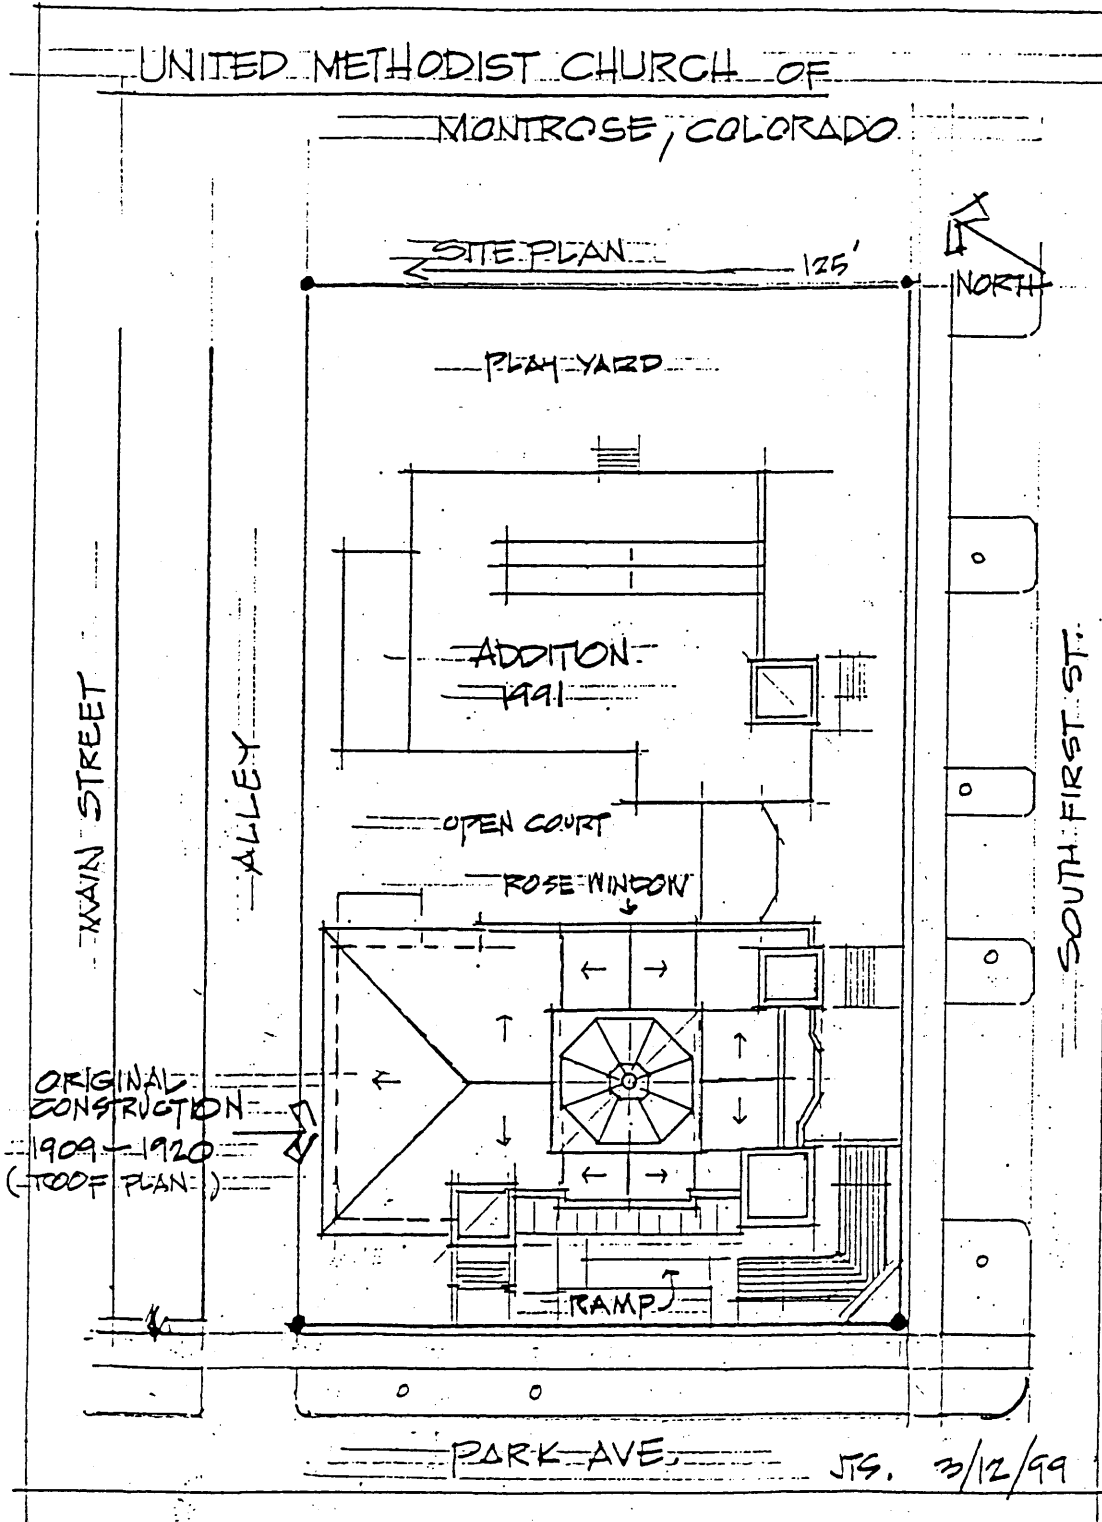 UNITED METHODIST CHURCH OF
MONTROSE, COLORADO
SITE PLAN
125'
NORTH
PLAY YARD
ADDITION
1991
MAIN STREET
ALLEY
SOUTH FIRST ST.
OPEN COURT
ROSE WINDOW
ORIGINAL
CONSTRUCTION
1909-1920
(ROOF PLAN)
RAMP
PARK AVE.
JTS. 3/12/99